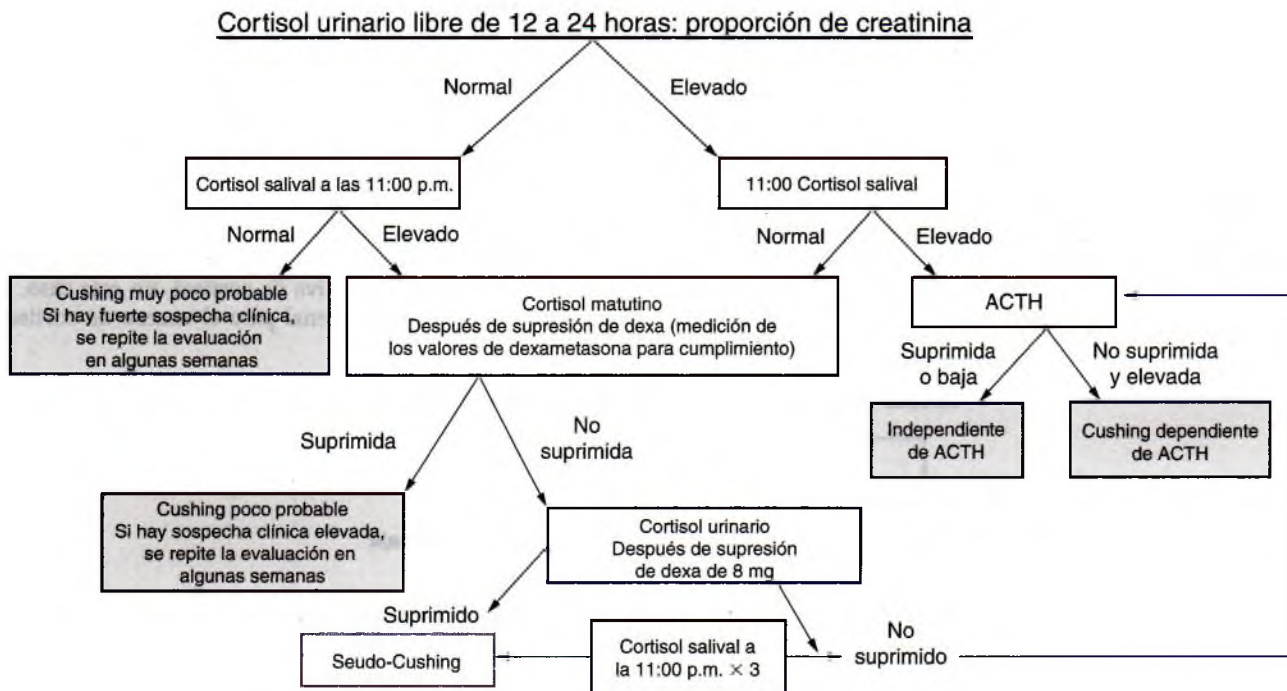 Cortisol urinario libre de 12 a 24 horas: proporción de creatinina
Normal
Elevado
Cortisol salival a las 11:00 p.m.
11:00 Cortisol salival
Normal
Elevado
Normal
Elevado
Cushing muy poco probable
Si hay fuerte sospecha clínica,
se repite la evaluación
en algunas semanas
Cortisol matutino
Después de supresión de dexa (medición de
los valores de dexametasona para cumplimiento)
ACTH
Suprimida
o baja
No suprimida
y elevada
Independiente
de ACTH
Cushing dependiente
de ACTH
Suprimida
No
suprimida
Cushing poco probable
Si hay sospecha clínica elevada,
se repite la evaluación en
algunas semanas
Cortisol urinario
Después de supresión
de dexa de 8 mg
Suprimido
Seudo-Cushing
Cortisol salival a
la 11:00 p.m. × 3
No
suprimido